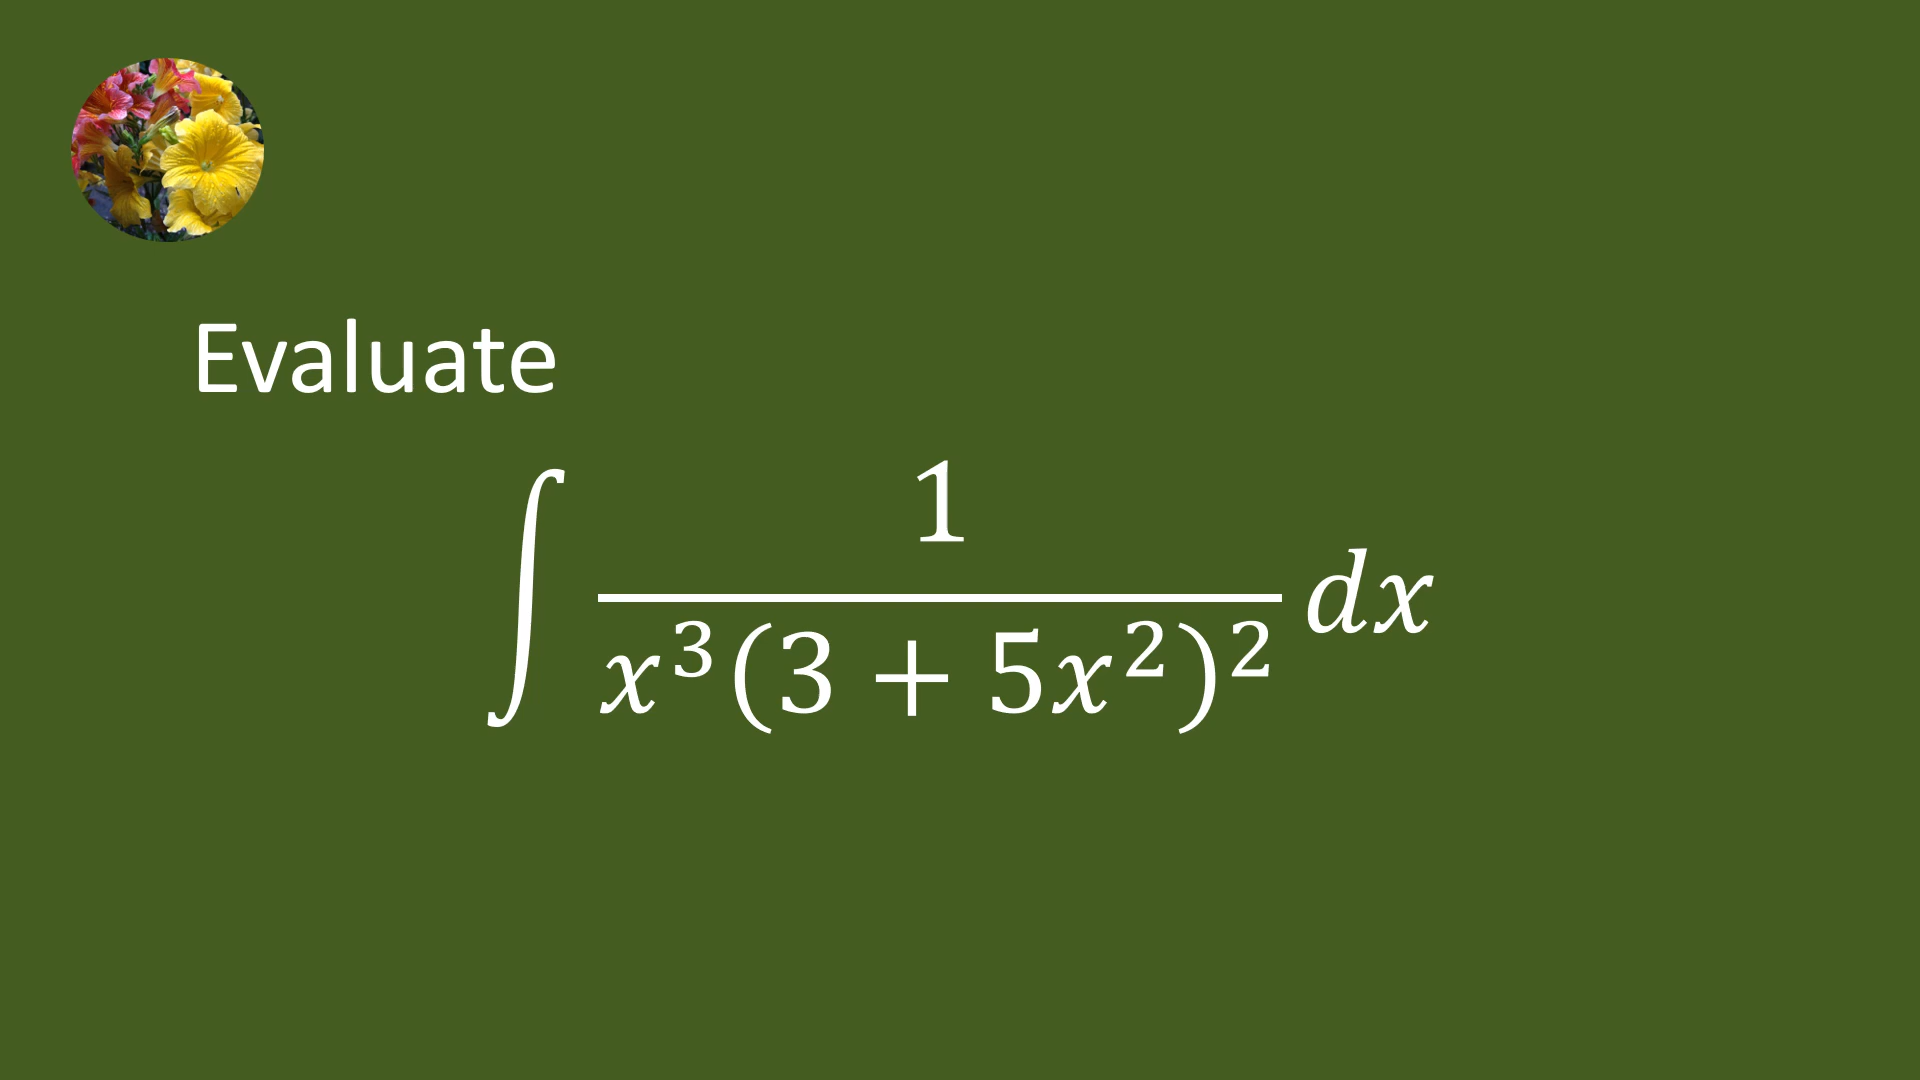 Evaluate
∫ 1/(x³(3 + 5x²)²) dx